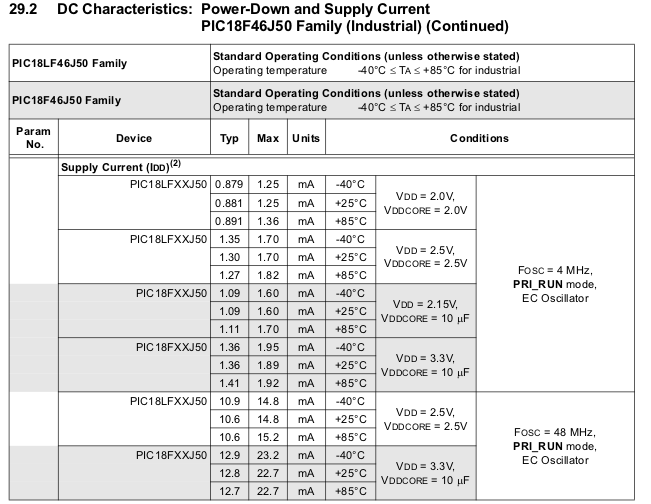 29.2 DC Characteristics: Power-Down and Supply Current
PIC18F46J50 Family (Industrial) (Continued)
PIC18LF46J50 Family
Standard Operating Conditions (unless otherwise stated)
Operating temperature -40°C ≤ TA ≤ +85°C for industrial
PIC18F46J50 Family
Standard Operating Conditions (unless otherwise stated)
Operating temperature -40°C ≤ TA ≤ +85°C for industrial
Param No. Device Typ Max Units Conditions
Supply Current (IDD)(2)
PIC18LFXXJ50 0.879 1.25 mA -40°C VDD = 2.0V, VDDCORE = 2.0V FOSC = 4 MHz, PRI_RUN mode, EC Oscillator
0.881 1.25 mA +25°C
0.891 1.36 mA +85°C
PIC18LFXXJ50 1.35 1.70 mA -40°C VDD = 2.5V, VDDCORE = 2.5V
1.30 1.70 mA +25°C
1.27 1.82 mA +85°C
PIC18FXXJ50 1.09 1.60 mA -40°C VDD = 2.15V, VDDCORE = 10 μF
1.09 1.60 mA +25°C
1.11 1.70 mA +85°C
PIC18FXXJ50 1.36 1.95 mA -40°C VDD = 3.3V, VDDCORE = 10 μF
1.36 1.89 mA +25°C
1.41 1.92 mA +85°C
PIC18LFXXJ50 10.9 14.8 mA -40°C VDD = 2.5V, VDDCORE = 2.5V FOSC = 48 MHz, PRI_RUN mode, EC Oscillator
10.6 14.8 mA +25°C
10.6 15.2 mA +85°C
PIC18FXXJ50 12.9 23.2 mA -40°C VDD = 3.3V, VDDCORE = 10 μF
12.8 22.7 mA +25°C
12.7 22.7 mA +85°C